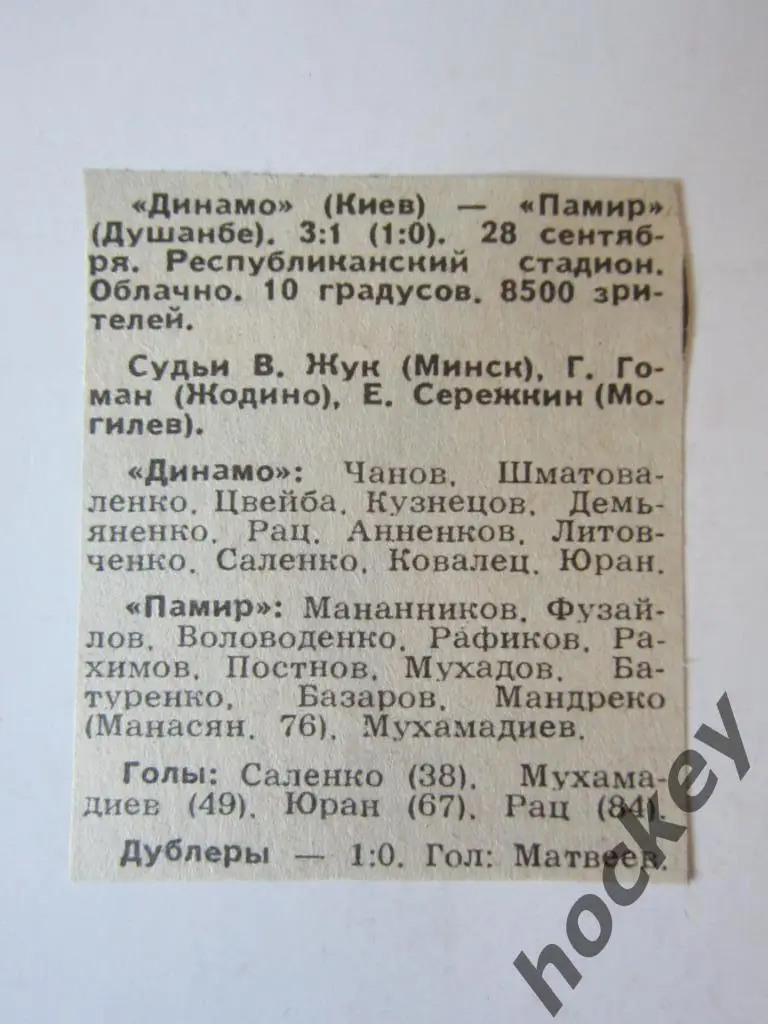 «Динамо» (Киев) — «Памир»
(Душанбе). 3:1 (1:0). 28 сентяб-
ря. Республиканский стадион.
Облачно. 10 градусов. 8500 зри-
телей.
Судьи В. Жук (Минск), Г. Го-
ман (Жодино), Е. Сережкин (Мо-
гилев).
«Динамо»: Чанов, Шматова-
ленко, Цвейба, Кузнецов, Демь-
яненко, Рац, Анненков, Литов-
ченко, Саленко, Ковалец, Юран.
«Памир»: Мананников, Фузай-
лов, Воловоденко, Рафиков, Ра-
химов, Постнов, Мухадов, Ба-
туренко, Базаров, Мандреко
(Манасян, 76), Мухамадиев.
Голы: Саленко (38), Мухама-
диев (49), Юран (67), Рац (84).
Дублеры — 1:0. Гол: Матвеев.
hockey